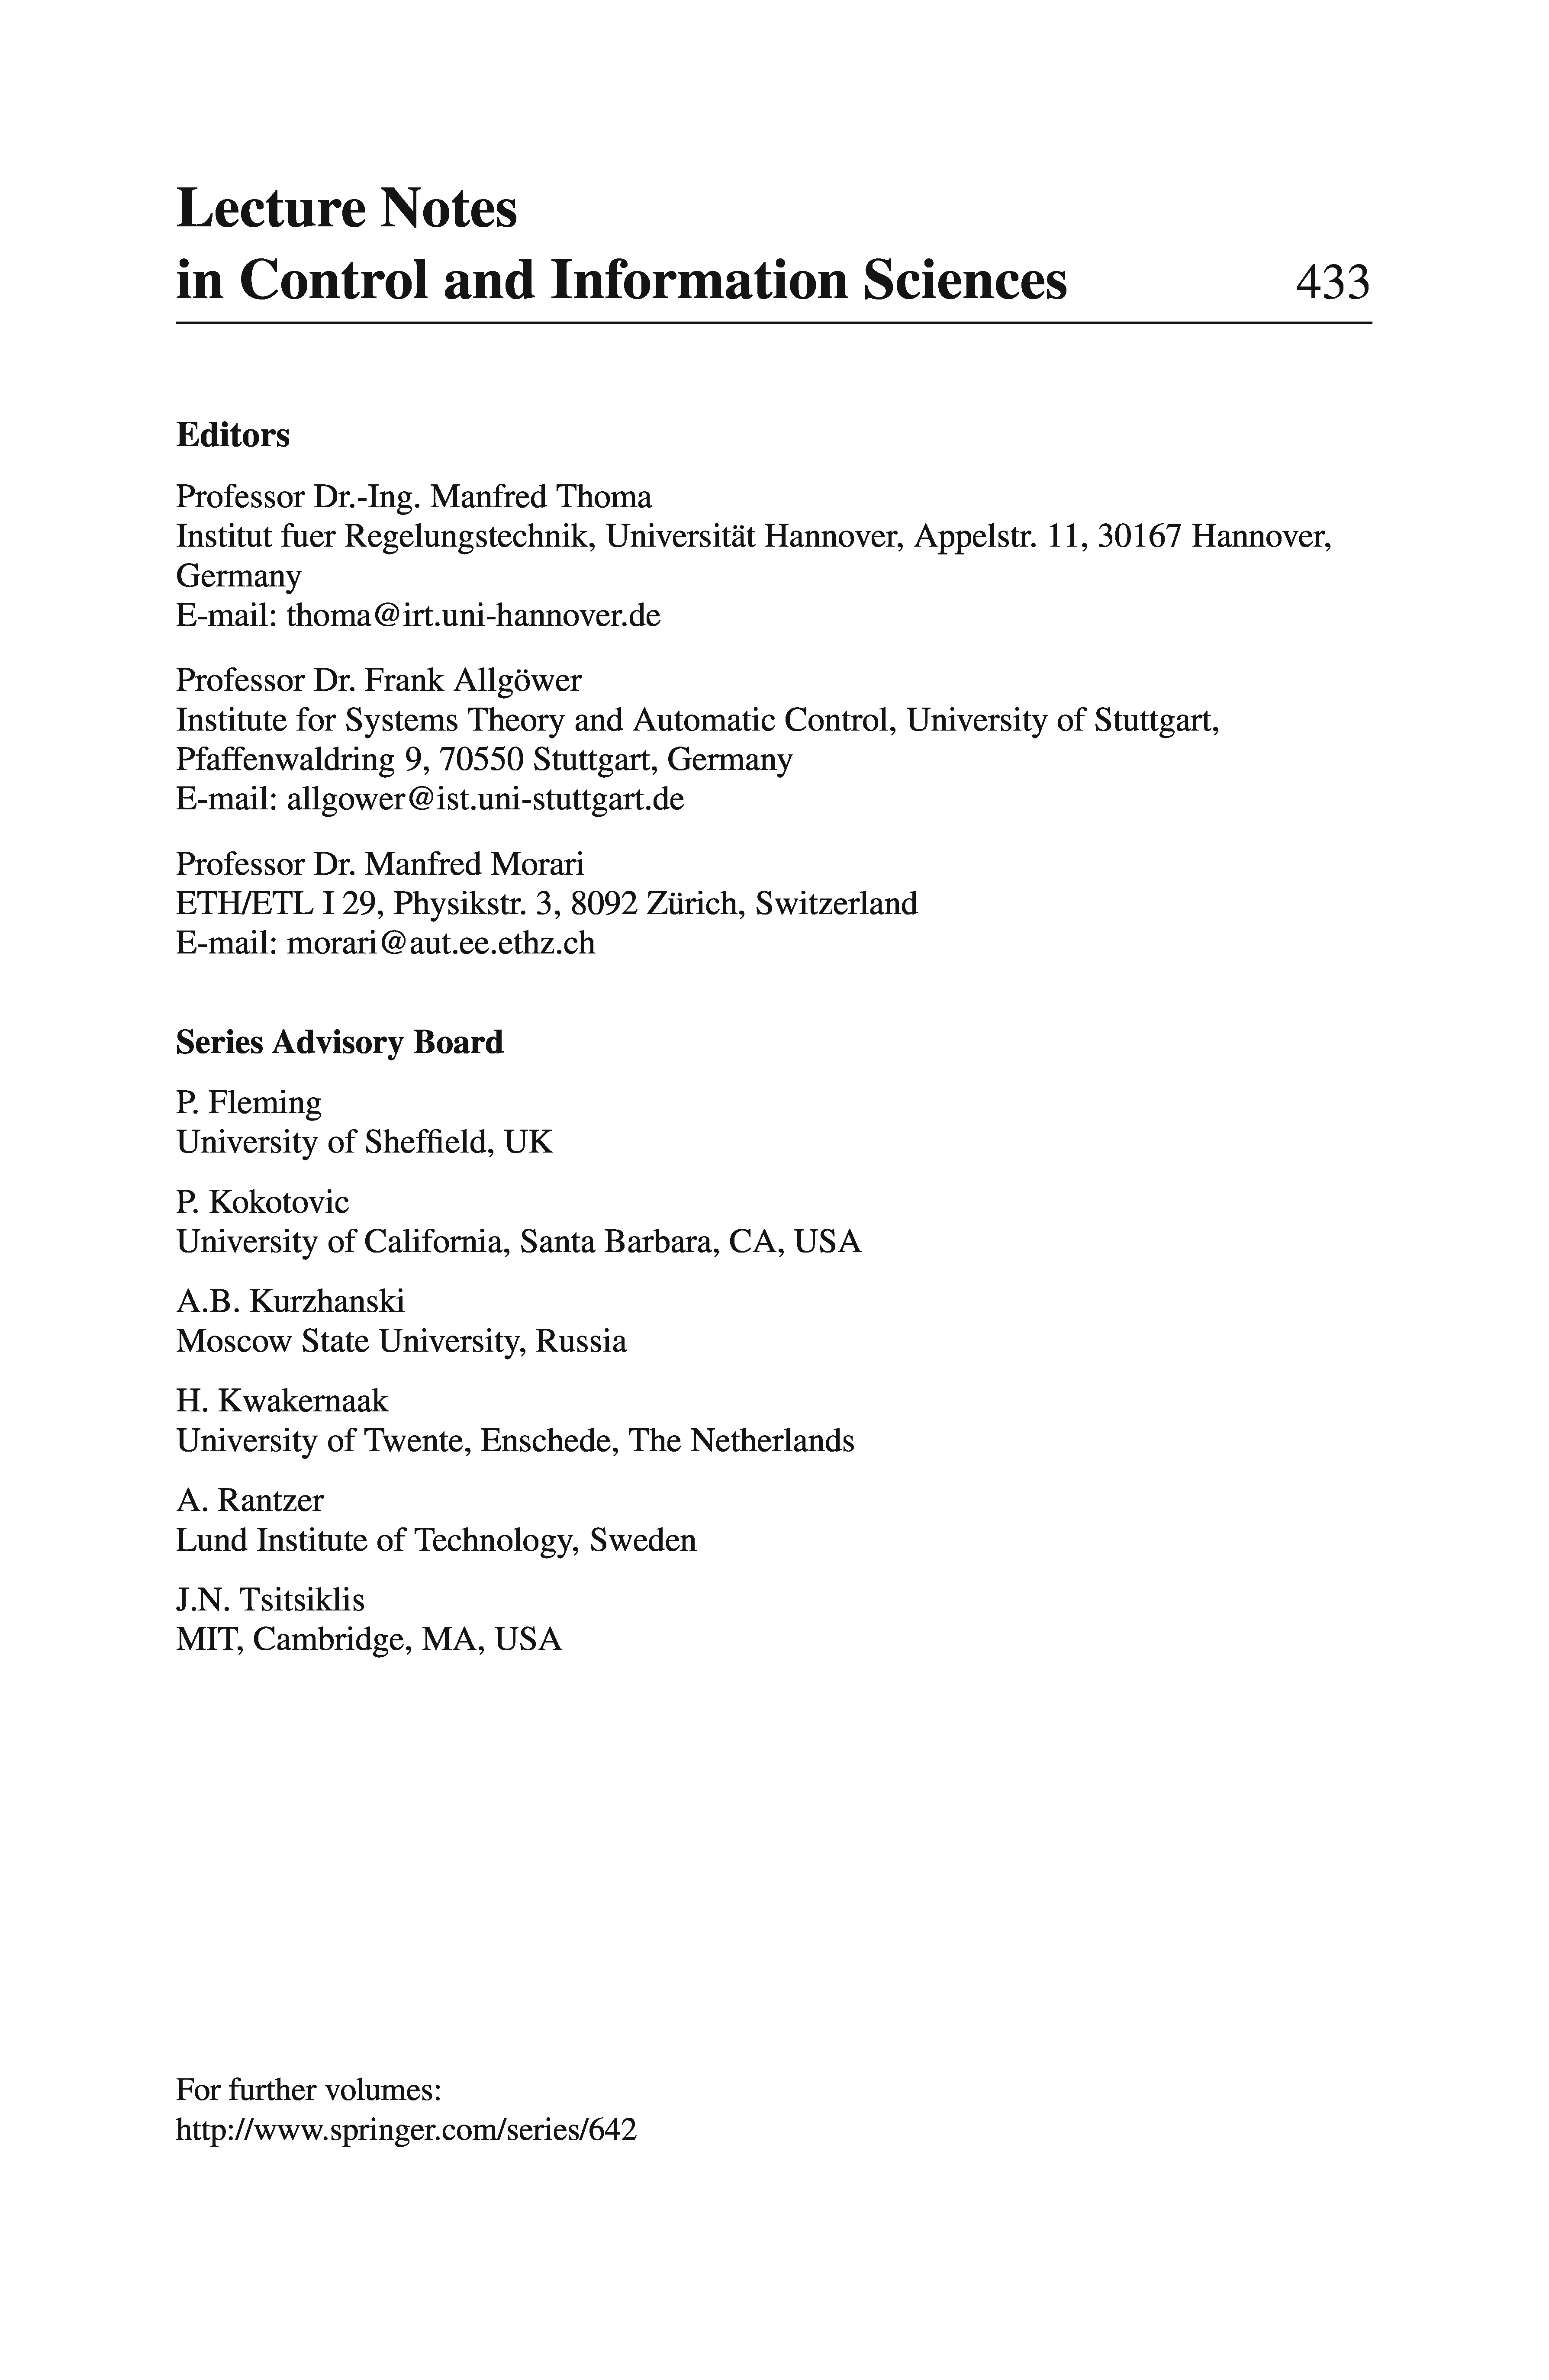 Lecture Notes
in Control and Information Sciences 433
Editors
Professor Dr.-Ing. Manfred Thoma
Institut fuer Regelungstechnik, Universität Hannover, Appelstr. 11, 30167 Hannover,
Germany
E-mail: thoma@irt.uni-hannover.de
Professor Dr. Frank Allgöwer
Institute for Systems Theory and Automatic Control, University of Stuttgart,
Pfaffenwaldring 9, 70550 Stuttgart, Germany
E-mail: allgower@ist.uni-stuttgart.de
Professor Dr. Manfred Morari
ETH/ETL I 29, Physikstr. 3, 8092 Zürich, Switzerland
E-mail: morari@aut.ee.ethz.ch
Series Advisory Board
P. Fleming
University of Sheffield, UK
P. Kokotovic
University of California, Santa Barbara, CA, USA
A.B. Kurzhanski
Moscow State University, Russia
H. Kwakernaak
University of Twente, Enschede, The Netherlands
A. Rantzer
Lund Institute of Technology, Sweden
J.N. Tsitsiklis
MIT, Cambridge, MA, USA
For further volumes:
http://www.springer.com/series/642